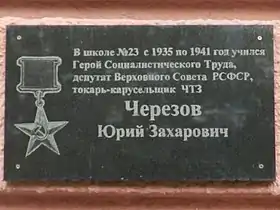 В школе №23 с 1935 по 1941 год учился
Герой Социалистического Труда,
депутат Верховного Совета РСФСР,
токарь-карусельщик ЧТЗ
Черезов
Юрий Захарович